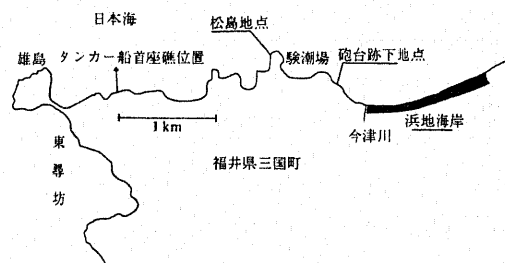 日本海
松島地点
雄島
タンカー船首座礁位置
験潮場
砲台跡下地点
1km
今津川
浜地海岸
東尋坊
福井県三国町